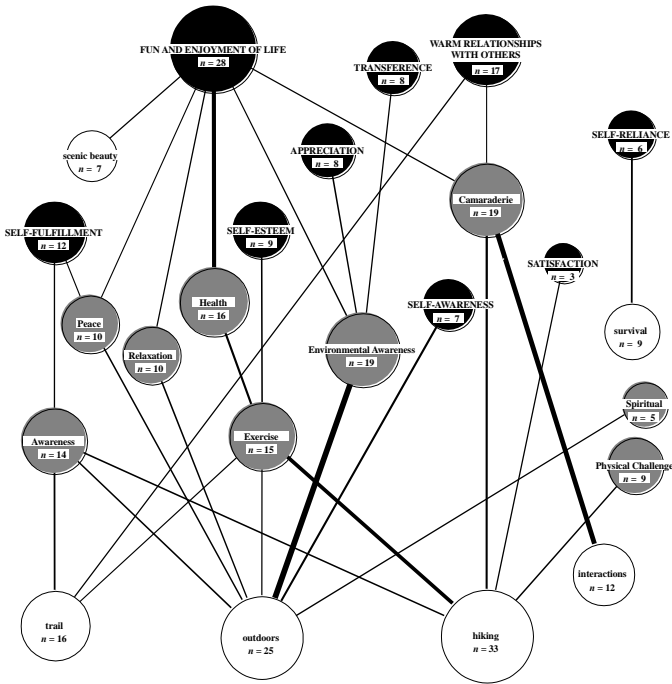 FUN AND ENJOYMENT OF LIFE
n = 28
WARM RELATIONSHIPS
WITH OTHERS
n = 17
TRANSFERENCE
n = 8
SELF-RELIANCE
n = 6
scenic beauty
n = 7
APPRECIATION
n = 8
Camaraderie
n = 19
SELF-FULFILLMENT
n = 12
SELF-ESTEEM
n = 9
SATISFACTION
n = 3
Health
n = 16
SELF-AWARENESS
n = 7
Peace
n = 10
Relaxation
n = 10
Environmental Awareness
n = 19
survival
n = 9
Spiritual
n = 5
Awareness
n = 14
Exercise
n = 15
Physical Challenge
n = 9
interactions
n = 12
trail
n = 16
outdoors
n = 25
hiking
n = 33